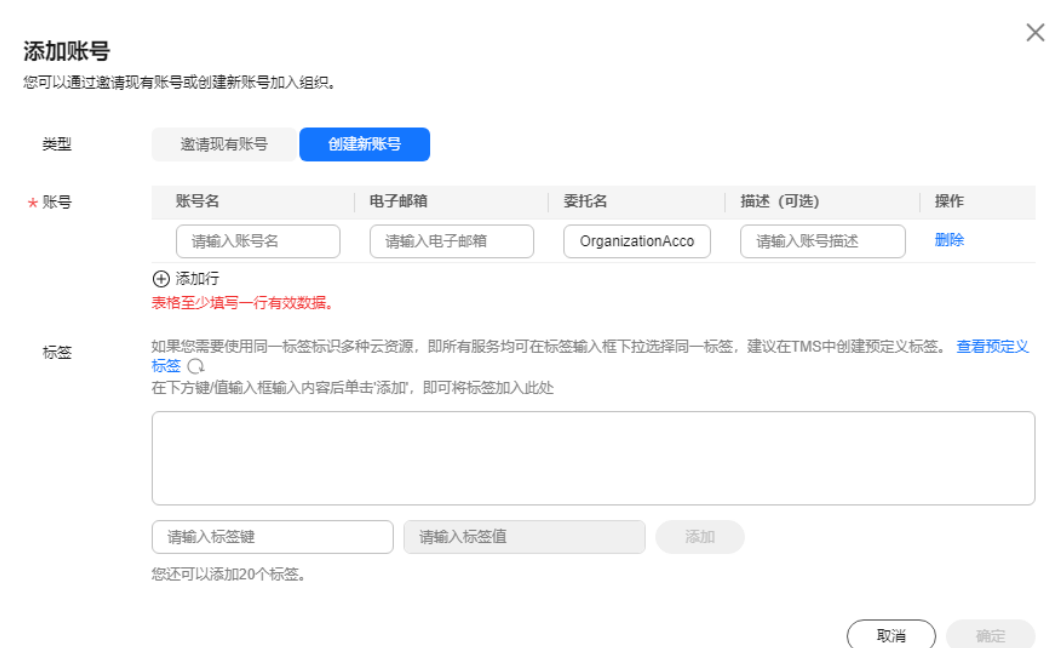 添加账号
您可以通过邀请现有账号或创建新账号加入组织。
类型 邀请现有账号 创建新账号
* 账号 账号名 电子邮箱 委托名 描述（可选） 操作
请输入账号名 请输入电子邮箱 OrganizationAcco 请输入账号描述 删除
添加行
表格至少填写一行有效数据。
标签 如果您需要使用同一标签标识多种云资源，即所有服务均可在标签输入框下拉选择同一标签，建议在TMS中创建预定义标签。 查看预定义
标签
在下方键/值输入框输入内容后单击'添加'，即可将标签加入此处
请输入标签键 请输入标签值 添加
您还可以添加20个标签。
取消 确定